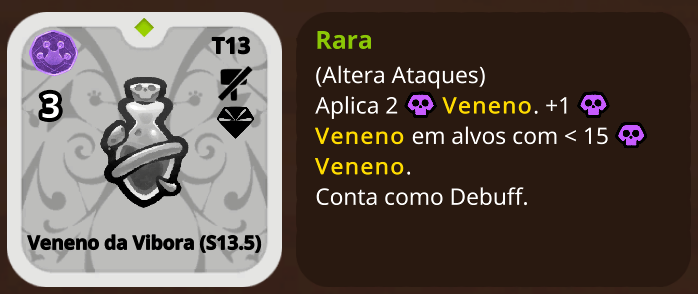 T13
3
Veneno da Vibora (S13.5)
Rara
(Altera Ataques)
Aplica 2 Veneno. +1
Veneno em alvos com < 15
Veneno.
Conta como Debuff.